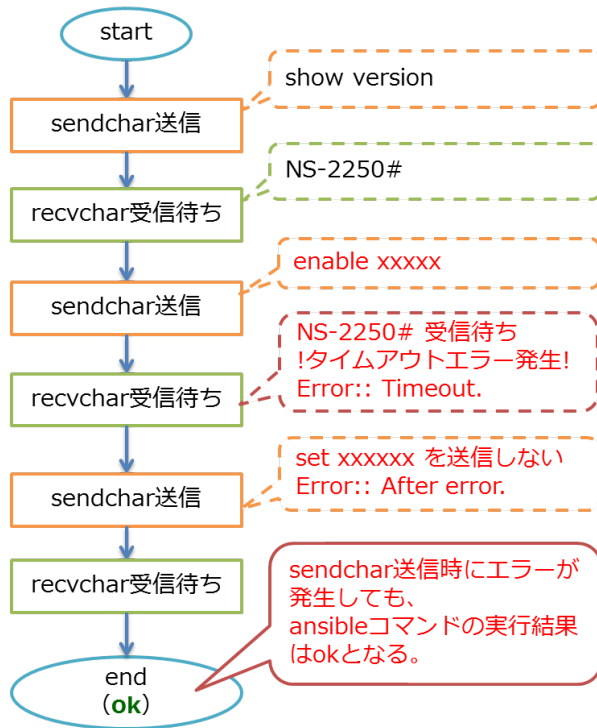 start
show version
sendchar送信
NS-2250#
recvchar受信待ち
enable xxxxx
sendchar送信
NS-2250# 受信待ち
!タイムアウトエラー発生!
Error:: Timeout.
recvchar受信待ち
set xxxxxx を送信しない
Error:: After error.
sendchar送信
recvchar受信待ち
sendchar送信時にエラーが
発生しても、
ansibleコマンドの実行結果
はokとなる。
end
（ok）